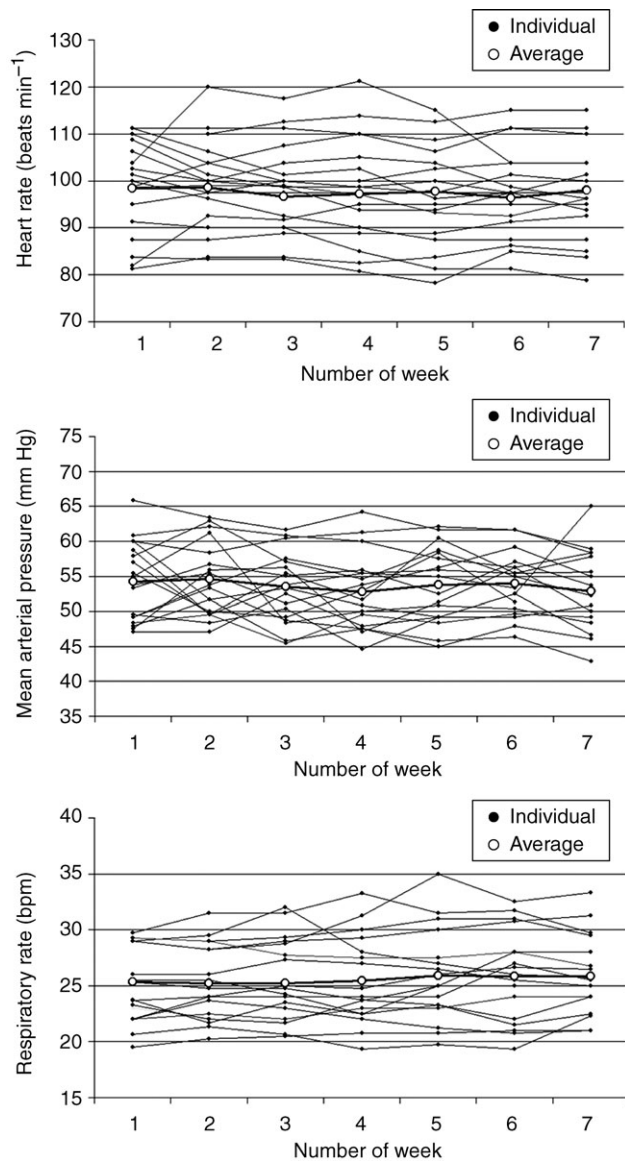 Individual
Average
Heart rate (beats min⁻¹)
130
120
110
100
90
80
70
1 2 3 4 5 6 7
Number of week
Individual
Average
Mean arterial pressure (mm Hg)
75
70
65
60
55
50
45
40
35
1 2 3 4 5 6 7
Number of week
Individual
Average
Respiratory rate (bpm)
40
35
30
25
20
15
1 2 3 4 5 6 7
Number of week